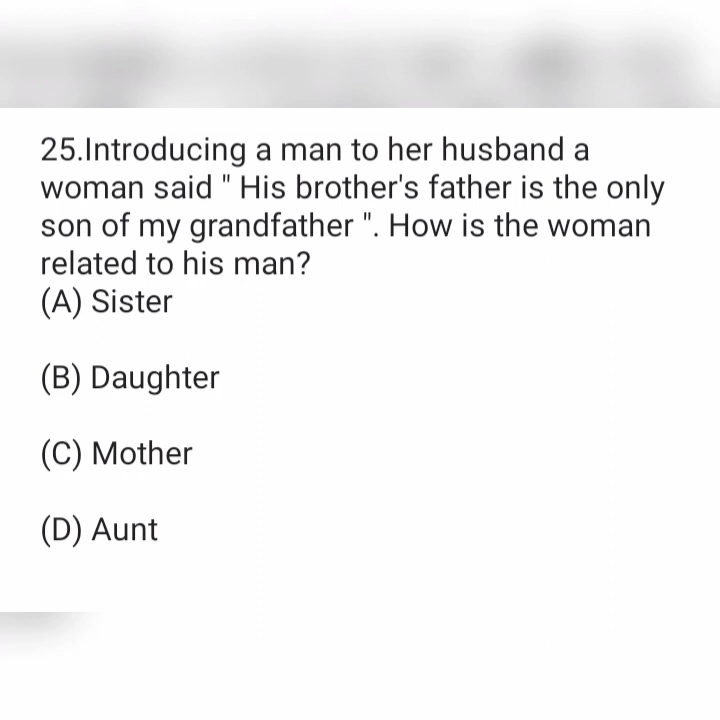 25.Introducing a man to her husband a
woman said " His brother's father is the only
son of my grandfather ". How is the woman
related to his man?
(A) Sister
(B) Daughter
(C) Mother
(D) Aunt